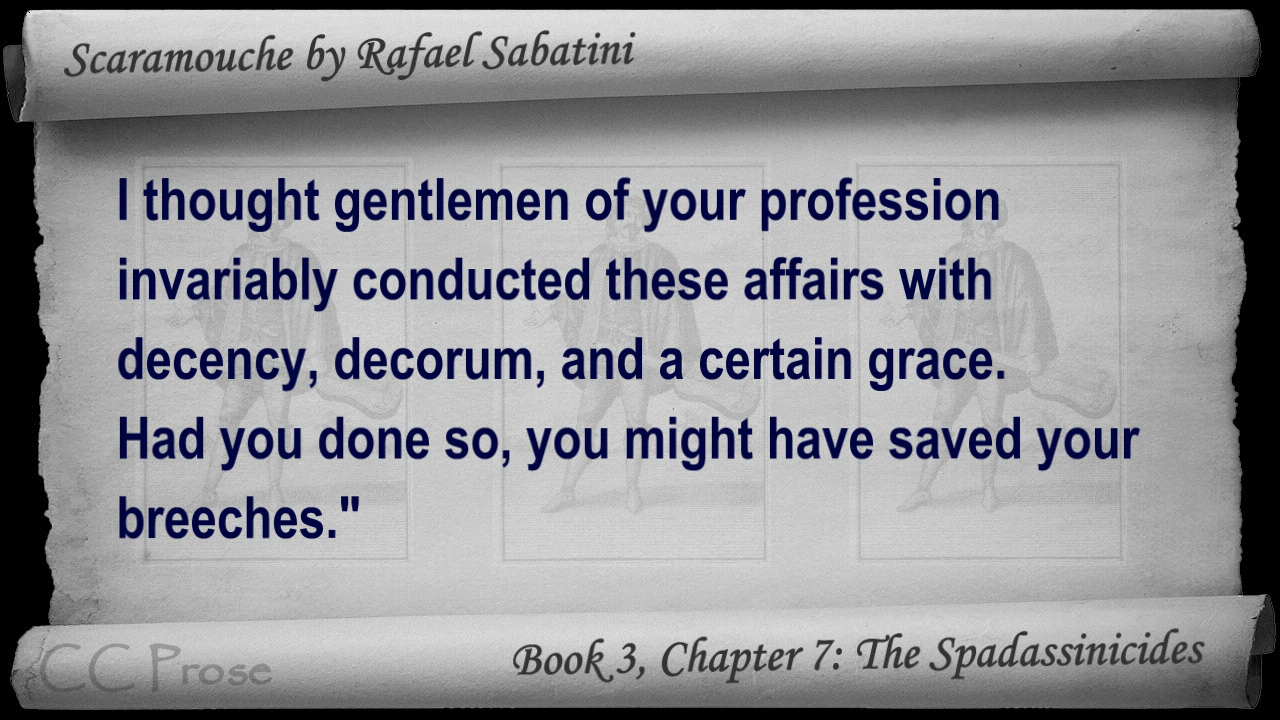 Scaramouche by Rafael Sabatini
I thought gentlemen of your profession
invariably conducted these affairs with
decency, decorum, and a certain grace.
Had you done so, you might have saved your
breeches."
CC Prose
Book 3, Chapter 7: The Spadassinicides